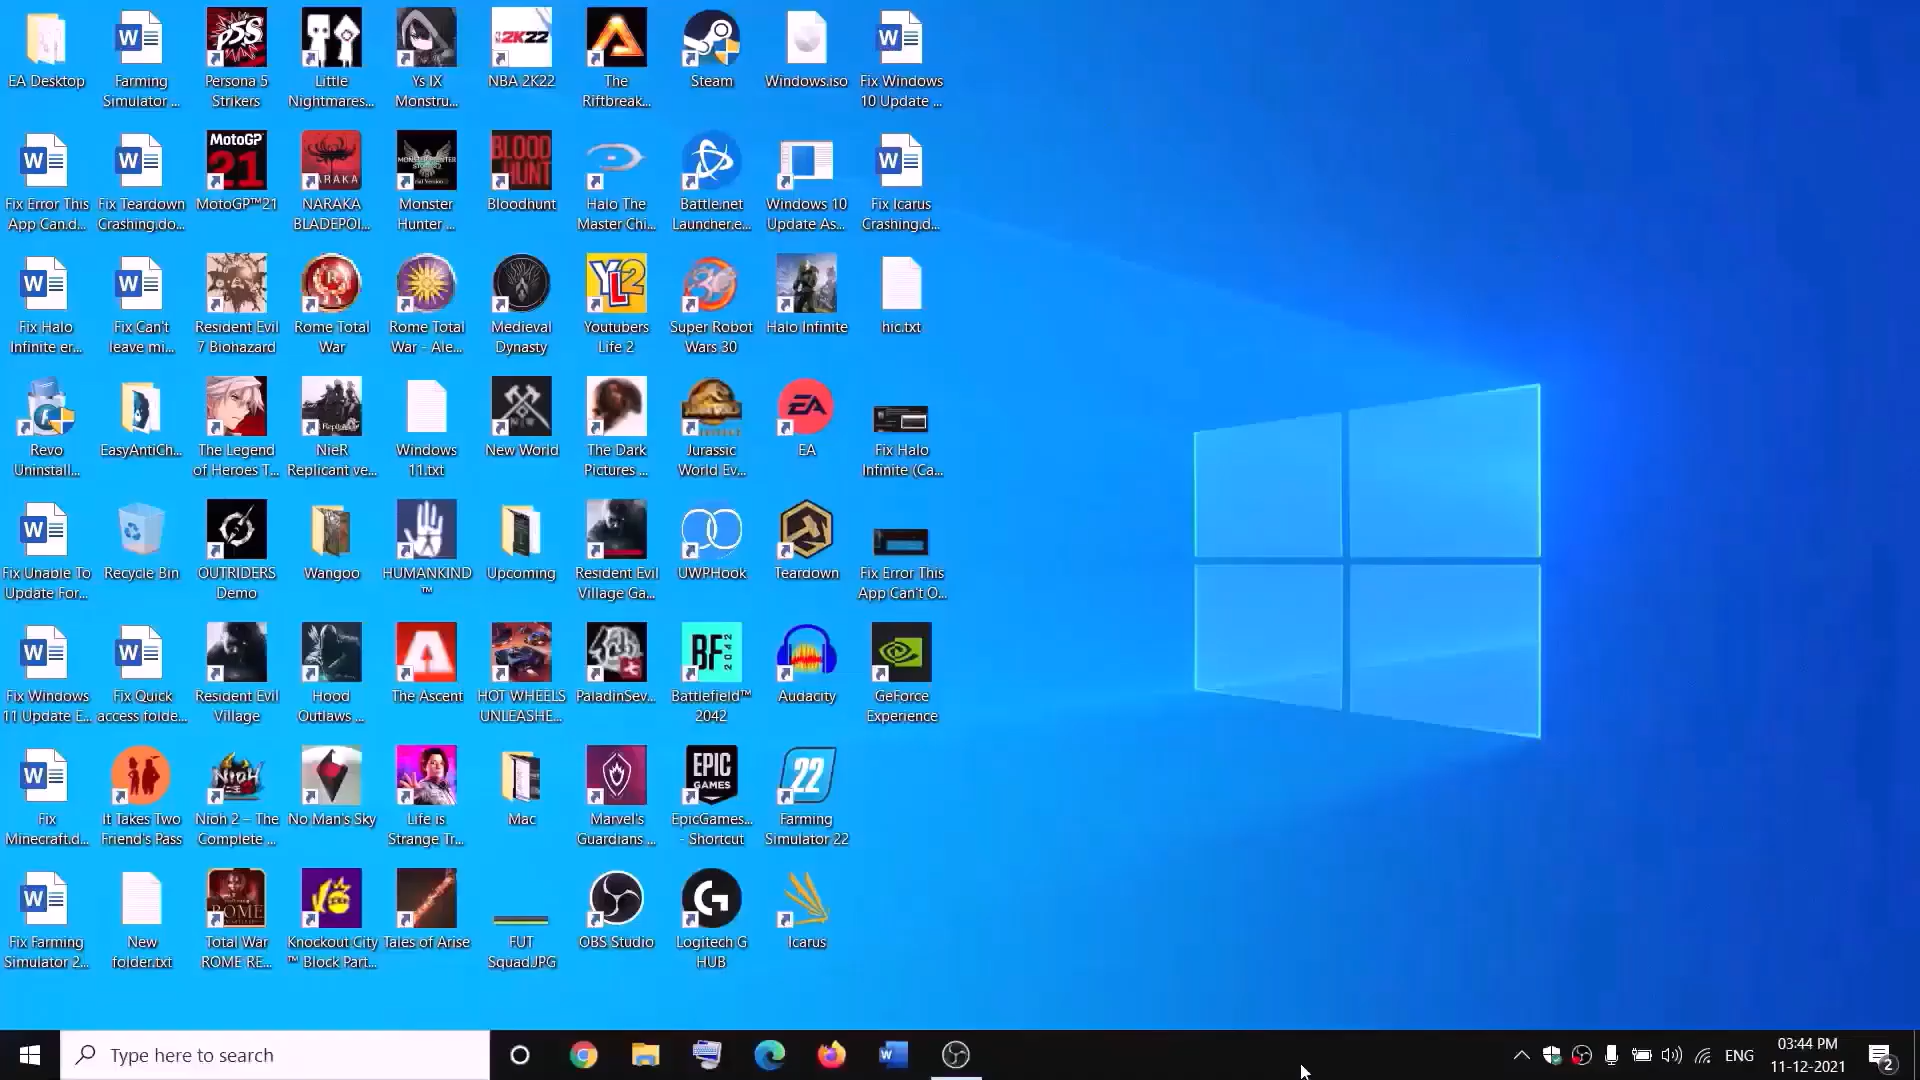 EA Desktop
Farming
Simulator ...
Persona 5
Strikers
Little
Nightmares...
Ys IX
Monstru...
NBA 2K22
The
Riftbreak...
Steam
Windows.iso
Fix Windows
10 Update ...
Fix Error This
App Can.d...
Fix Teardown
Crashing.do...
MotoGP™21
NARAKA
BLADEPOI...
Monster
Hunter ...
Bloodhunt
Halo The
Master Chi...
Battle.net
Launcher.e...
Windows 10
Update As...
Fix Icarus
Crashing.d...
Fix Halo
Infinite er...
Fix Can't
leave mi...
Resident Evil
7 Biohazard
Rome Total
War
Rome Total
War - Ale...
Medieval
Dynasty
Youtubers
Life 2
Super Robot
Wars 30
Halo Infinite
hic.txt
Revo
Uninstall...
EasyAntiCh...
The Legend
of Heroes T...
NieR
Replicant ve...
Windows
11.txt
New World
The Dark
Pictures ...
Jurassic
World Ev...
EA
Fix Halo
Infinite (Ca...
Fix Unable To
Update For...
Recycle Bin
OUTRIDERS
Demo
Wangoo
HUMANKIND
™
Upcoming
Resident Evil
Village Ga...
UWPHook
Teardown
Fix Error This
App Can't O...
Fix Windows
11 Update E...
Fix Quick
access folde...
Resident Evil
Village
Hood
Outlaws ...
The Ascent
HOT WHEELS
UNLEASHE...
PaladinSev...
Battlefield™
2042
Audacity
GeForce
Experience
Fix
Minecraft.d...
It Takes Two
Friend's Pass
Nioh 2 – The
Complete ...
No Man's Sky
Life is
Strange Tr...
Mac
Marvel's
Guardians ...
EpicGames...
- Shortcut
Farming
Simulator 22
Fix Farming
Simulator 2...
New
folder.txt
Total War
ROME RE...
Knockout City
™ Block Part...
Tales of Arise
FUT
Squad.JPG
OBS Studio
Logitech G
HUB
Icarus
Type here to search
ENG
03:44 PM
11-12-2021
2